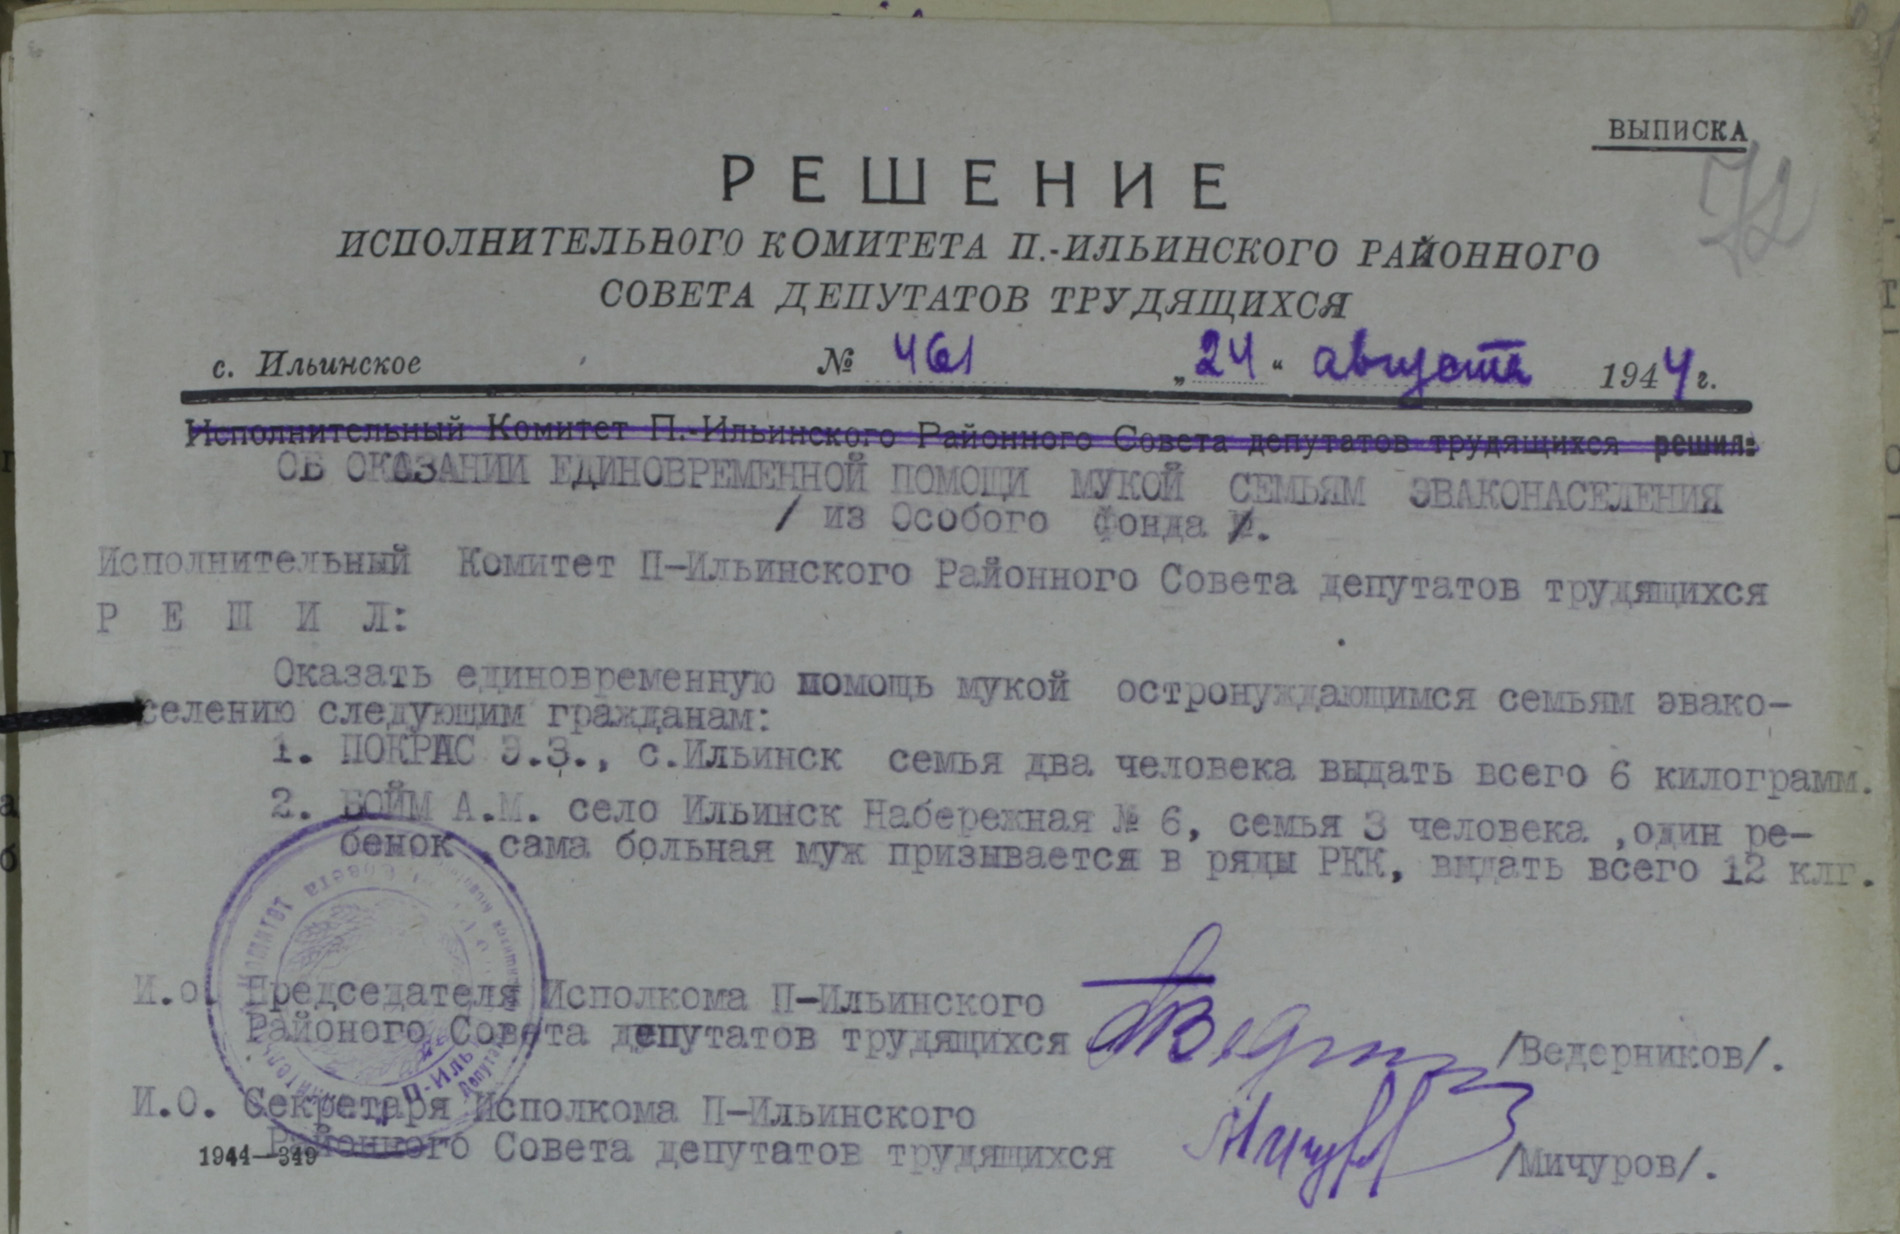 ВЫПИСКА
72
РЕШЕНИЕ
ИСПОЛНИТЕЛЬНОГО КОМИТЕТА П.-ИЛЬИНСКОГО РАЙОННОГО
СОВЕТА ДЕПУТАТОВ ТРУДЯЩИХСЯ
с. Ильинское № 461 „24“ августа 1944 г.
Исполнительный Комитет П.-Ильинского Районного Совета депутатов трудящихся решил:
ОБ ОКАЗАНИИ ЕДИНОВРЕМЕННОЙ ПОМОЩИ МУКОЙ СЕМЬЯМ ЭВАКОНАСЕЛЕНИЯ
/ из Особого Фонда /.
Исполнительный Комитет П-Ильинского Районного Совета депутатов трудящихся
Р Е Ш И Л:
Оказать единовременную помощь мукой остронуждающимся семьям эвако-
селению следующим гражданам:
1. ПОКРАС Э.З., с.Ильинск семья два человека выдать всего 6 килограмм.
2. БОЙМ А.М. село Ильинск Набережная № 6, семья 3 человека ,один ре-
бенок ,сама больная муж призывается в ряды РКК, выдать всего 12 клг.
И.о. Председателя Исполкома П-Ильинского
Районого Совета депутатов трудящихся /Ведерников/.
И.О. Секретаря Исполкома П-Ильинского
Районного Совета депутатов трудящихся /Мичуров/.
1944—349